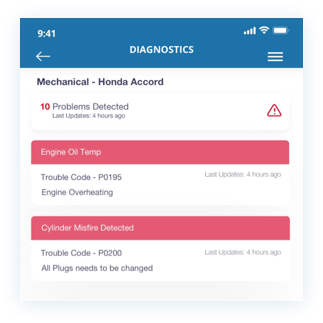 9:41
DIAGNOSTICS
Mechanical - Honda Accord
10 Problems Detected
Last Updates: 4 hours ago
Engine Oil Temp
Trouble Code - P0195
Last Updates: 4 hours ago
Engine Overheating
Cylinder Misfire Detected
Trouble Code - P0200
Last Updates: 4 hours ago
All Plugs needs to be changed